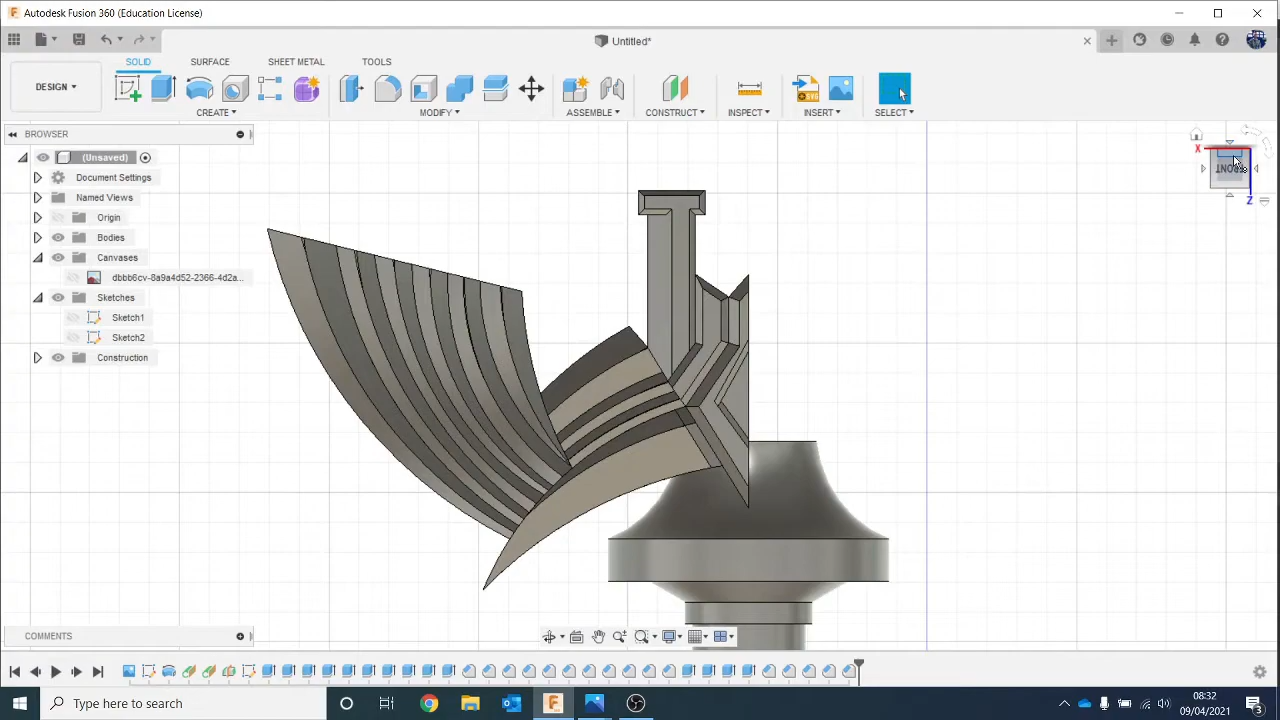 Autodesk Fusion 360 (Education License)
Untitled*
SOLID SURFACE SHEET METAL TOOLS
DESIGN
CREATE MODIFY ASSEMBLE CONSTRUCT INSPECT INSERT SELECT
BROWSER
(Unsaved)
Document Settings
Named Views
Origin
Bodies
Canvases
dbbb6cv-8a9a4d52-2366-4d2a...
Sketches
Sketch1
Sketch2
Construction
X
FRONT
Z
COMMENTS
Type here to search
08:32
09/04/2021
3